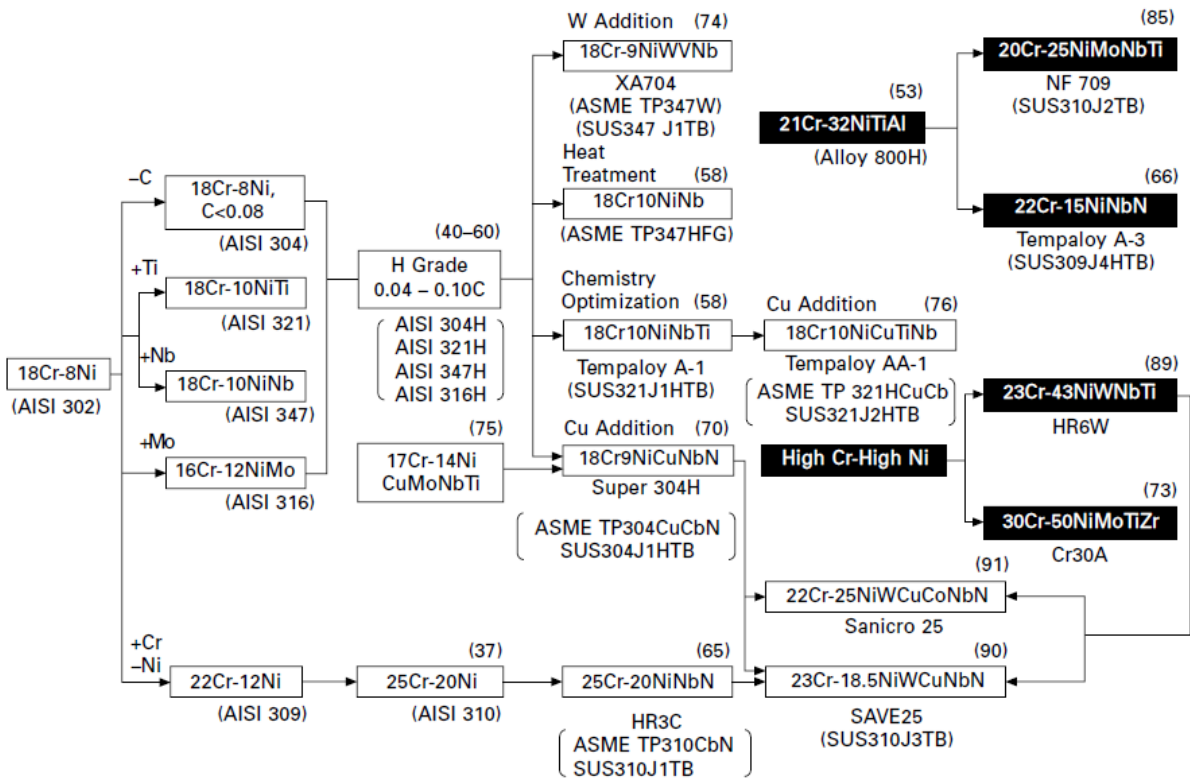 W Addition (74)
18Cr-9NiWVNb
XA704
(ASME TP347W)
(SUS347 J1TB)
(85)
20Cr-25NiMoNbTi
NF 709
(SUS310J2TB)
(53)
21Cr-32NiTiAl
(Alloy 800H)
(66)
22Cr-15NiNbN
Tempaloy A-3
(SUS309J4HTB)
Heat
Treatment (58)
18Cr10NiNb
(ASME TP347HFG)
–C
18Cr-8Ni,
C<0.08
(AISI 304)
+Ti
18Cr-10NiTi
(AISI 321)
18Cr-8Ni
(AISI 302)
+Nb
18Cr-10NiNb
(AISI 347)
+Mo
16Cr-12NiMo
(AISI 316)
(40–60)
H Grade
0.04 – 0.10C
AISI 304H
AISI 321H
AISI 347H
AISI 316H
Chemistry
Optimization (58)
18Cr10NiNbTi
Tempaloy A-1
(SUS321J1HTB)
Cu Addition (76)
18Cr10NiCuTiNb
Tempaloy AA-1
ASME TP 321HCuCb
SUS321J2HTB
(75)
17Cr-14Ni
CuMoNbTi
Cu Addition (70)
18Cr9NiCuNbN
Super 304H
ASME TP304CuCbN
SUS304J1HTB
High Cr-High Ni
(89)
23Cr-43NiWNbTi
HR6W
(73)
30Cr-50NiMoTiZr
Cr30A
(91)
22Cr-25NiWCuCoNbN
Sanicro 25
+Cr
–Ni
22Cr-12Ni
(AISI 309)
(37)
25Cr-20Ni
(AISI 310)
(65)
25Cr-20NiNbN
HR3C
ASME TP310CbN
SUS310J1TB
(90)
23Cr-18.5NiWCuNbN
SAVE25
(SUS310J3TB)